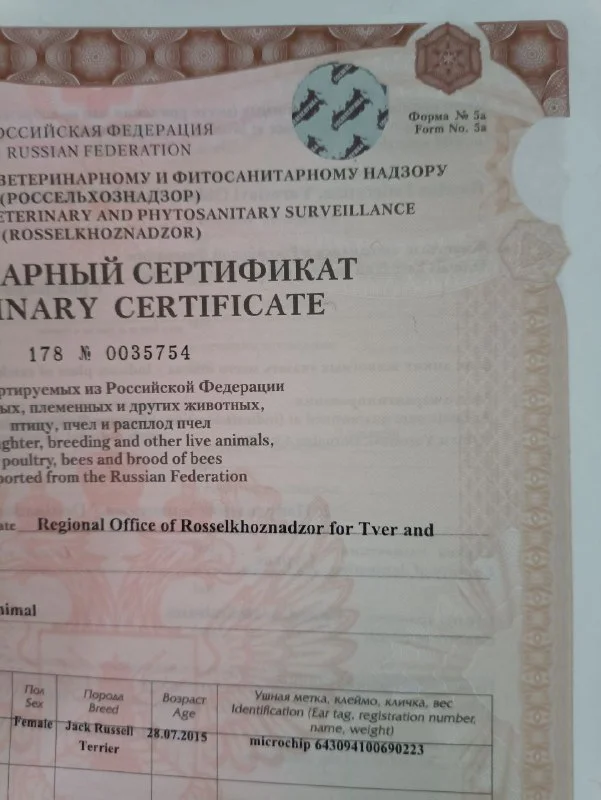 Форма № 5a
Form No. 5a
ОССИЙСКАЯ ФЕДЕРАЦИЯ
RUSSIAN FEDERATION
ВЕТЕРИНАРНОМУ И ФИТОСАНИТАРНОМУ НАДЗОРУ
(РОССЕЛЬХОЗНАДЗОР)
ETERINARY AND PHYTOSANITARY SURVEILLANCE
(ROSSELKHOZNADZOR)
АРНЫЙ СЕРТИФИКАТ
INARY CERTIFICATE
178 № 0035754
ортируемых из Российской Федерации
ых, племенных и других животных,
птицу, пчел и расплод пчел
ghter, breeding and other live animals,
poultry, bees and brood of bees
ported from the Russian Federation
ate Regional Office of Rosselkhoznadzor for Tver and
nimal
Пол
Sex
Порода
Breed
Возраст
Age
Ушная метка, клеймо, кличка, вес
Identification (Ear tag, registration number,
name, weight)
Female
Jack Russell
Terrier
28.07.2015
microchip 643094100690223